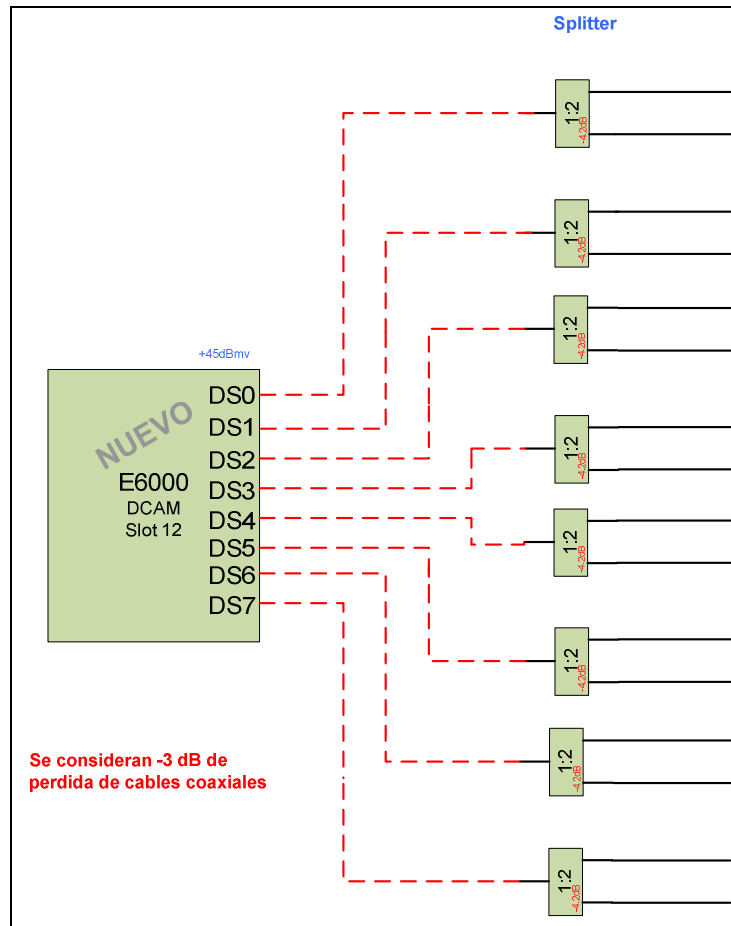 Splitter
1:2
-4.2dB
1:2
-4.2dB
1:2
-4.2dB
+45dBmv
NUEVO
E6000
DCAM
Slot 12
DS0
DS1
DS2
DS3
DS4
DS5
DS6
DS7
1:2
-4.2dB
1:2
-4.2dB
1:2
-4.2dB
Se consideran -3 dB de
perdida de cables coaxiales
1:2
-4.2dB
1:2
-4.2dB